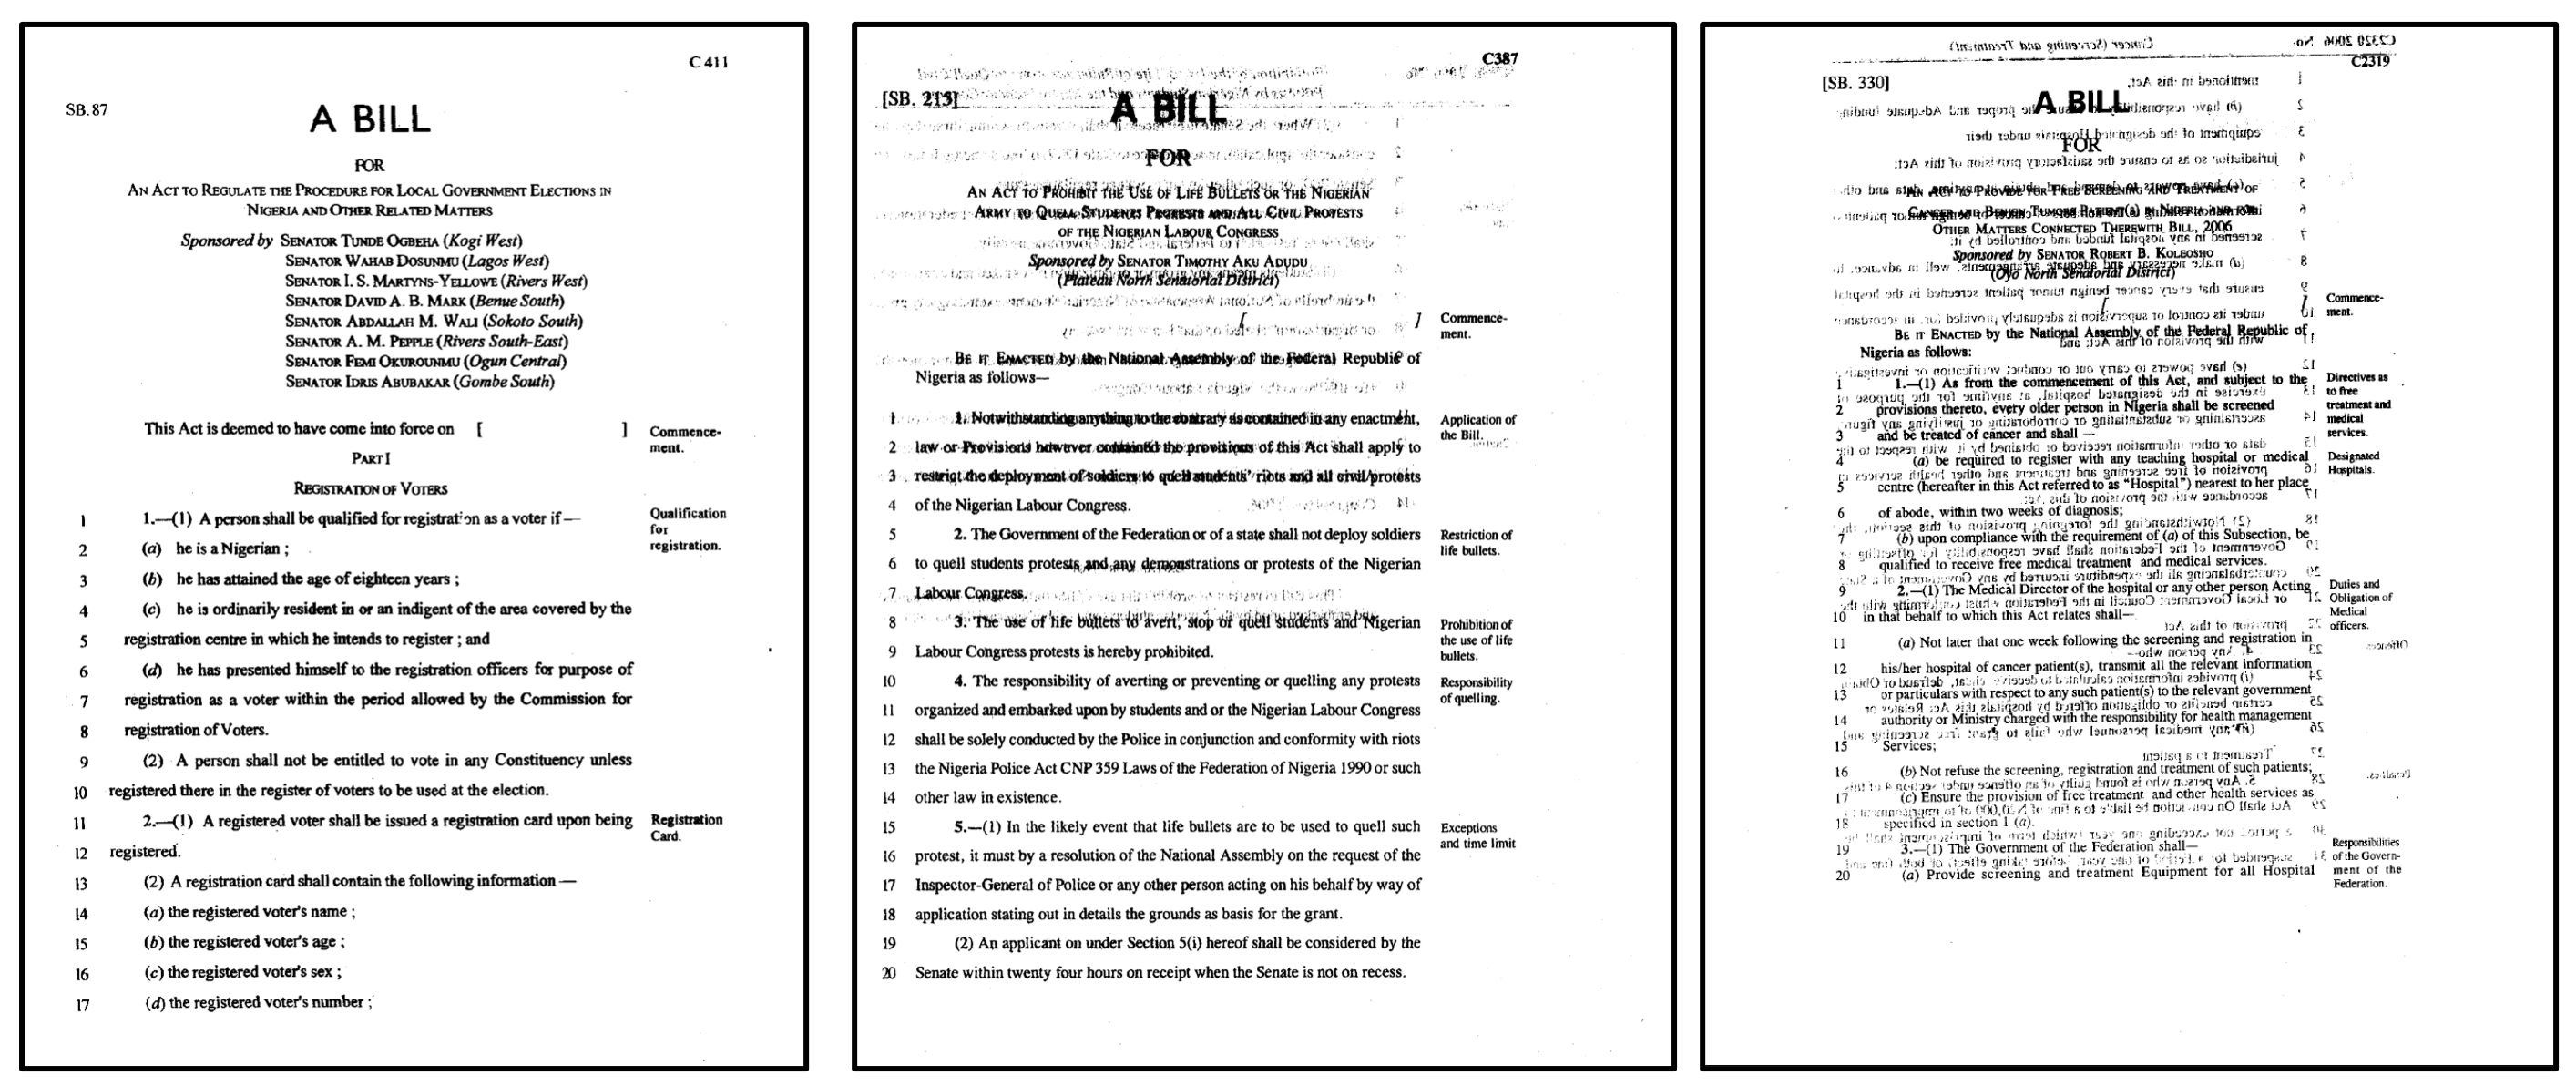 C 411
SB. 87
A BILL
FOR
AN ACT TO REGULATE THE PROCEDURE FOR LOCAL GOVERNMENT ELECTIONS IN
NIGERIA AND OTHER RELATED MATTERS
Sponsored by SENATOR TUNDE OGBEHA (Kogi West)
SENATOR WAHAB DOSUNMU (Lagos West)
SENATOR I. S. MARTYNS-YELLOWE (Rivers West)
SENATOR DAVID A. B. MARK (Benue South)
SENATOR ABDALLAH M. WALI (Sokoto South)
SENATOR A. M. PEPPLE (Rivers South-East)
SENATOR FEMI OKUROUNMU (Ogun Central)
SENATOR IDRIS ABUBAKAR (Gombe South)
This Act is deemed to have come into force on [ ] Commence-
ment.
PART I
REGISTRATION OF VOTERS
1 1.—(1) A person shall be qualified for registration as a voter if— Qualification
for
2 (a) he is a Nigerian ; registration.
3 (b) he has attained the age of eighteen years ;
4 (c) he is ordinarily resident in or an indigent of the area covered by the
5 registration centre in which he intends to register ; and
6 (d) he has presented himself to the registration officers for purpose of
7 registration as a voter within the period allowed by the Commission for
8 registration of Voters.
9 (2) A person shall not be entitled to vote in any Constituency unless
10 registered there in the register of voters to be used at the election.
11 2.—(1) A registered voter shall be issued a registration card upon being Registration
Card.
12 registered.
13 (2) A registration card shall contain the following information—
14 (a) the registered voter's name ;
15 (b) the registered voter's age ;
16 (c) the registered voter's sex ;
17 (d) the registered voter's number ;
C387
[SB. 215]
A BILL
FOR
AN ACT TO PROHIBIT THE USE OF LIFE BULLETS OR THE NIGERIAN
ARMY TO QUELL STUDENTS PROTESTS AND ALL CIVIL PROTESTS
OF THE NIGERIAN LABOUR CONGRESS
Sponsored by SENATOR TIMOTHY AKU ADUDU
(Plateau North Senatorial District)
[ ] Commence-
ment.
BE IT ENACTED by the National Assembly of the Federal Republic of
Nigeria as follows—
1 1. Notwithstanding anything to the contrary as contained in any enactment, Application of
the Bill.
2 law or Provisions however contained the provisions of this Act shall apply to
3 restrict the deployment of soldiers to quell students' riots and all civil/protests
4 of the Nigerian Labour Congress.
5 2. The Government of the Federation or of a state shall not deploy soldiers Restriction of
life bullets.
6 to quell students protests and any demonstrations or protests of the Nigerian
7 Labour Congress.
8 3. The use of life bullets to avert, stop or quell students and Nigerian Prohibition of
the use of life
9 Labour Congress protests is hereby prohibited. bullets.
10 4. The responsibility of averting or preventing or quelling any protests Responsibility
of quelling.
11 organized and embarked upon by students and or the Nigerian Labour Congress
12 shall be solely conducted by the Police in conjunction and conformity with riots
13 the Nigeria Police Act CNP 359 Laws of the Federation of Nigeria 1990 or such
14 other law in existence.
15 5.—(1) In the likely event that life bullets are to be used to quell such Exceptions
and time limit
16 protest, it must by a resolution of the National Assembly on the request of the
17 Inspector-General of Police or any other person acting on his behalf by way of
18 application stating out in details the grounds as basis for the grant.
19 (2) An applicant on under Section 5(i) hereof shall be considered by the
20 Senate within twenty four hours on receipt when the Senate is not on recess.
C2319
[SB. 330]
A BILL
FOR
AN ACT TO PROVIDE FOR FREE SCREENING AND TREATMENT OF
CANCER AND BENIGN TUMOUR PATIENT(S) IN NIGERIA AND FOR
OTHER MATTERS CONNECTED THEREWITH BILL, 2006
Sponsored by SENATOR ROBERT B. KOLEOSHO
(Oyo North Senatorial District)
[ ] Commence-
ment.
BE IT ENACTED by the National Assembly of the Federal Republic of
Nigeria as follows:
1 1.—(1) As from the commencement of this Act, and subject to the Directives as
to free
2 provisions thereto, every older person in Nigeria shall be screened treatment and
medical
3 and be treated of cancer and shall — services.
4 (a) be required to register with any teaching hospital or medical Designated
Hospitals.
5 centre (hereafter in this Act referred to as “Hospital”) nearest to her place
6 of abode, within two weeks of diagnosis;
7 (b) upon compliance with the requirement of (a) of this Subsection, be
8 qualified to receive free medical treatment and medical services.
9 2.—(1) The Medical Director of the hospital or any other person Acting Duties and
Obligation of
10 in that behalf to which this Act relates shall— Medical
officers.
11 (a) Not later that one week following the screening and registration in
12 his/her hospital of cancer patient(s), transmit all the relevant information
13 or particulars with respect to any such patient(s) to the relevant government
14 authority or Ministry charged with the responsibility for health management
15 Services;
16 (b) Not refuse the screening, registration and treatment of such patients;
17 (c) Ensure the provision of free treatment and other health services as
18 specified in section 1 (a).
19 3.—(1) The Government of the Federation shall— Responsibilities
of the Govern-
20 (a) Provide screening and treatment Equipment for all Hospital ment of the
Federation.